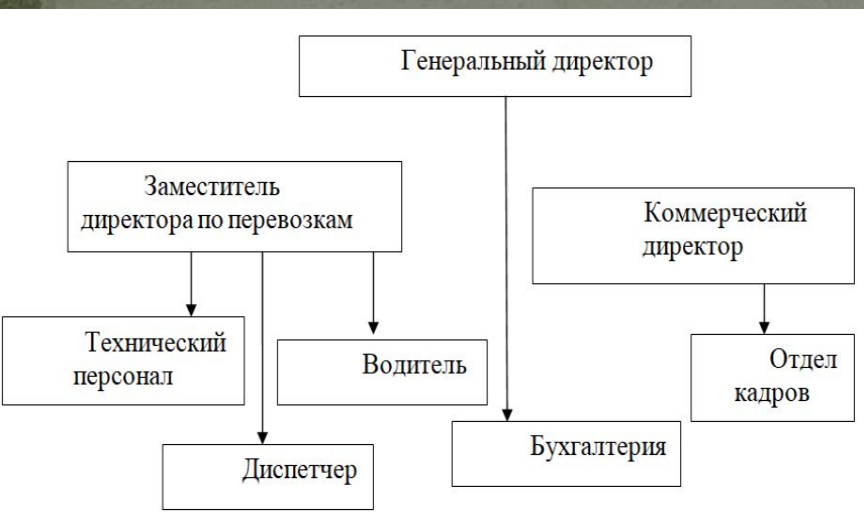 Генеральный директор
Заместитель
директора по перевозкам
Коммерческий
директор
Технический
персонал
Водитель
Отдел
кадров
Диспетчер
Бухгалтерия